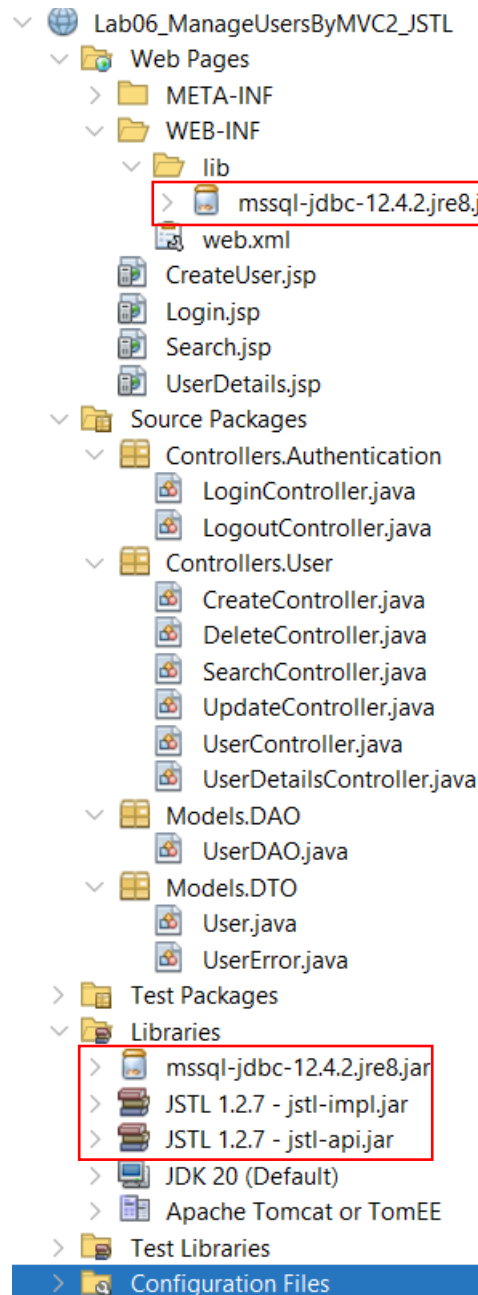 Lab06_ManageUsersByMVC2_JSTL
Web Pages
META-INF
WEB-INF
lib
mssql-jdbc-12.4.2.jre8.j
web.xml
CreateUser.jsp
Login.jsp
Search.jsp
UserDetails.jsp
Source Packages
Controllers.Authentication
LoginController.java
LogoutController.java
Controllers.User
CreateController.java
DeleteController.java
SearchController.java
UpdateController.java
UserController.java
UserDetailsController.java
Models.DAO
UserDAO.java
Models.DTO
User.java
UserError.java
Test Packages
Libraries
mssql-jdbc-12.4.2.jre8.jar
JSTL 1.2.7 - jstl-impl.jar
JSTL 1.2.7 - jstl-api.jar
JDK 20 (Default)
Apache Tomcat or TomEE
Test Libraries
Configuration Files